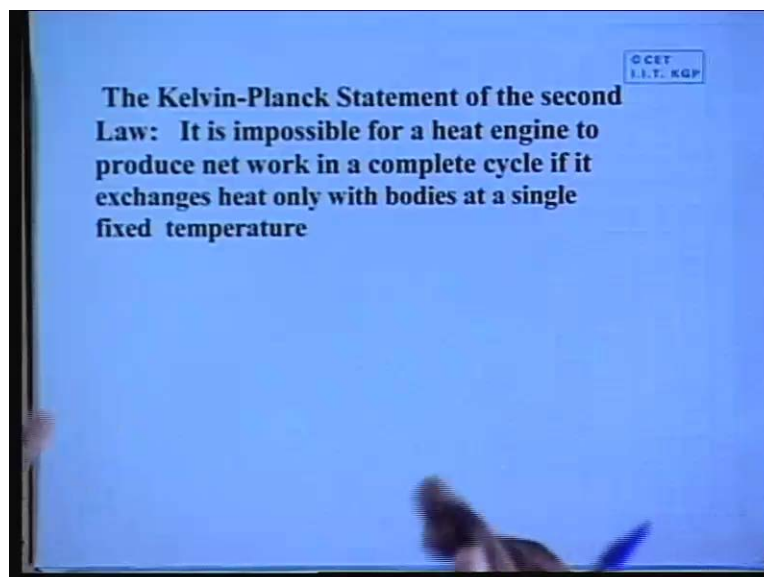 © CET
I.I.T. KGP
The Kelvin-Planck Statement of the second
Law: It is impossible for a heat engine to
produce net work in a complete cycle if it
exchanges heat only with bodies at a single
fixed temperature